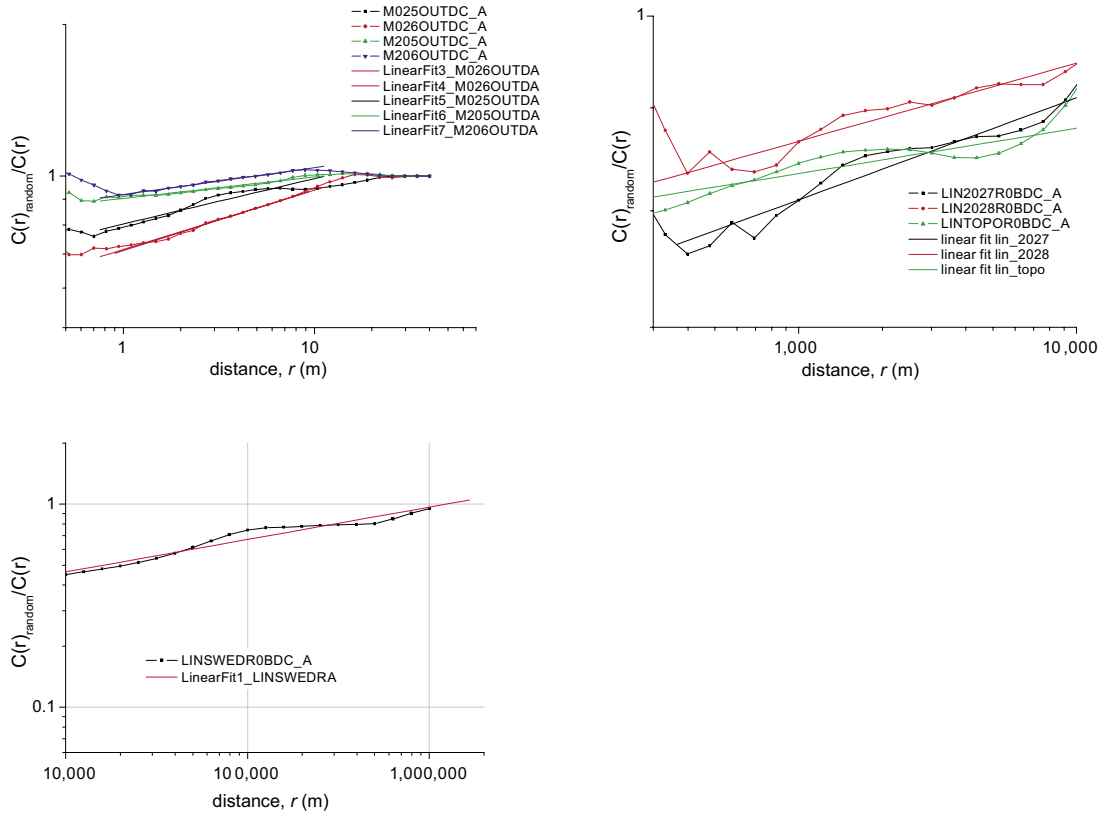 M025OUTDC_A
M026OUTDC_A
M205OUTDC_A
M206OUTDC_A
LinearFit3_M026OUTDA
LinearFit4_M026OUTDA
LinearFit5_M025OUTDA
LinearFit6_M205OUTDA
LinearFit7_M206OUTDA
C(r)random/C(r)
1
1 10
distance, r (m)
1
C(r)random/C(r)
LIN2027R0BDC_A
LIN2028R0BDC_A
LINTOPOR0BDC_A
linear fit lin_2027
linear fit lin_2028
linear fit lin_topo
1,000 10,000
distance, r (m)
1
C(r)random/C(r)
LINSWEDR0BDC_A
LinearFit1_LINSWEDRA
0.1
10,000 100,000 1,000,000
distance, r (m)